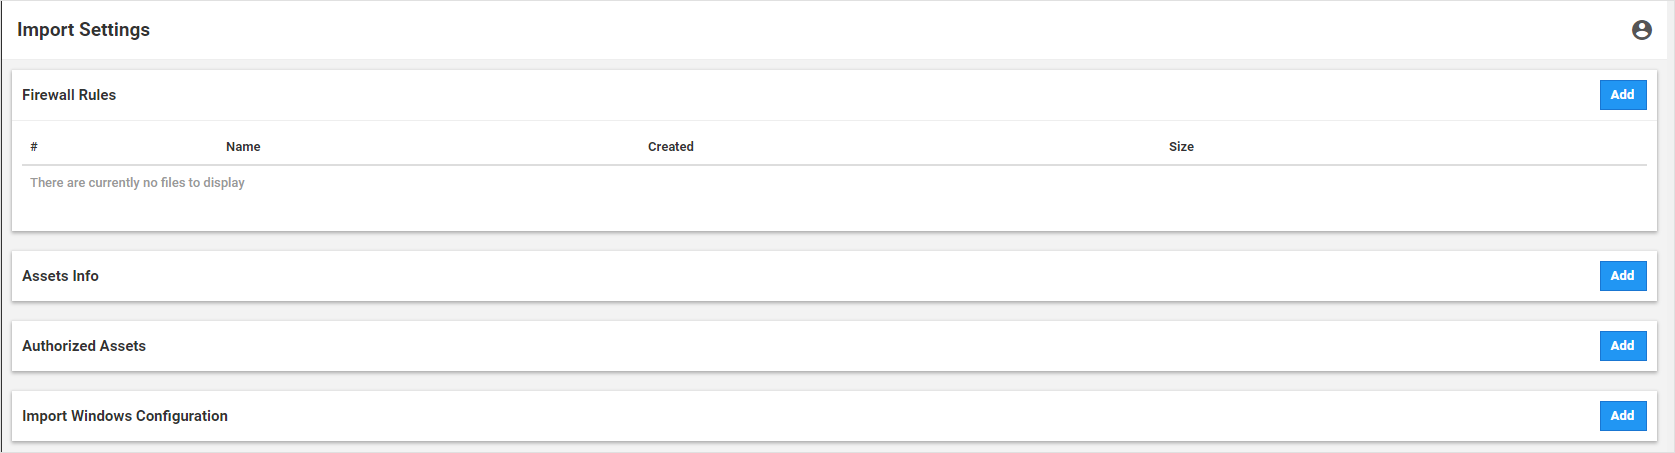 Import Settings
Firewall Rules Add
# Name Created Size
There are currently no files to display
Assets Info Add
Authorized Assets Add
Import Windows Configuration Add